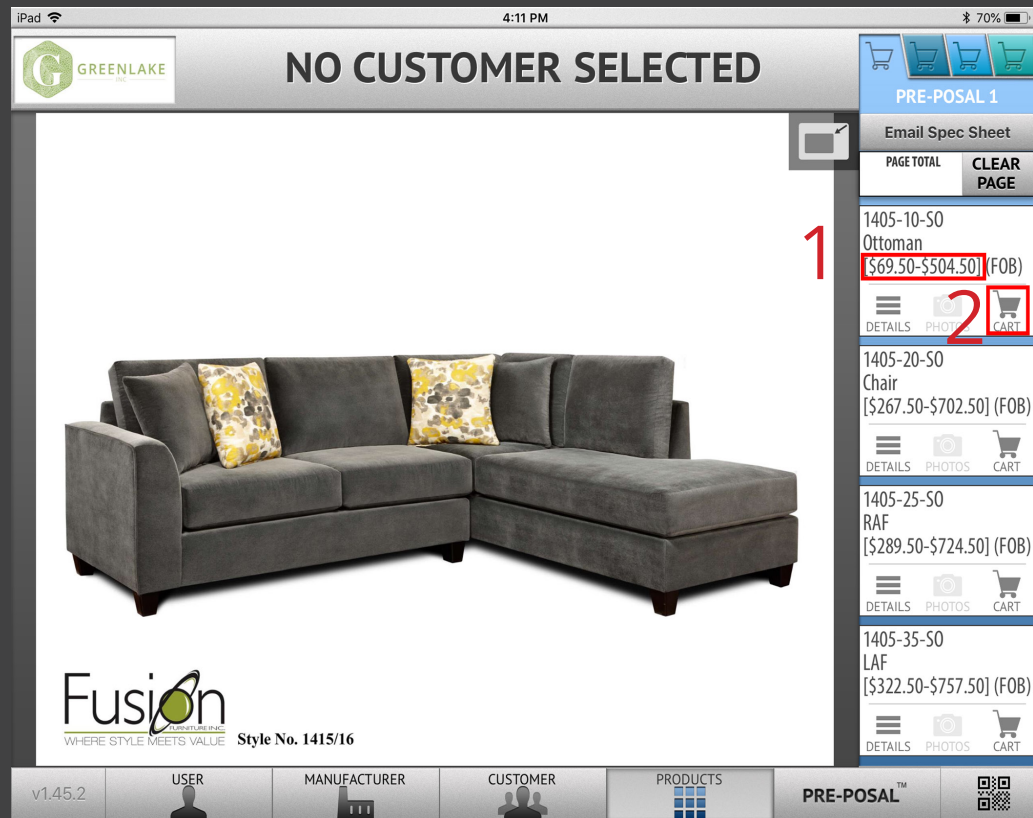 iPad
4:11 PM
70%
G GREENLAKE
INC
NO CUSTOMER SELECTED
PRE-POSAL 1
Email Spec Sheet
PAGE TOTAL
CLEAR
PAGE
1
1405-10-SO
Ottoman
[$69.50-$504.50] (FOB)
2
DETAILS PHOTOS CART
1405-20-SO
Chair
[$267.50-$702.50] (FOB)
DETAILS PHOTOS CART
1405-25-SO
RAF
[$289.50-$724.50] (FOB)
DETAILS PHOTOS CART
1405-35-SO
LAF
[$322.50-$757.50] (FOB)
DETAILS PHOTOS CART
Fusion
FURNITURE INC.
WHERE STYLE MEETS VALUE
Style No. 1415/16
v1.45.2
USER
MANUFACTURER
CUSTOMER
PRODUCTS
PRE-POSAL™